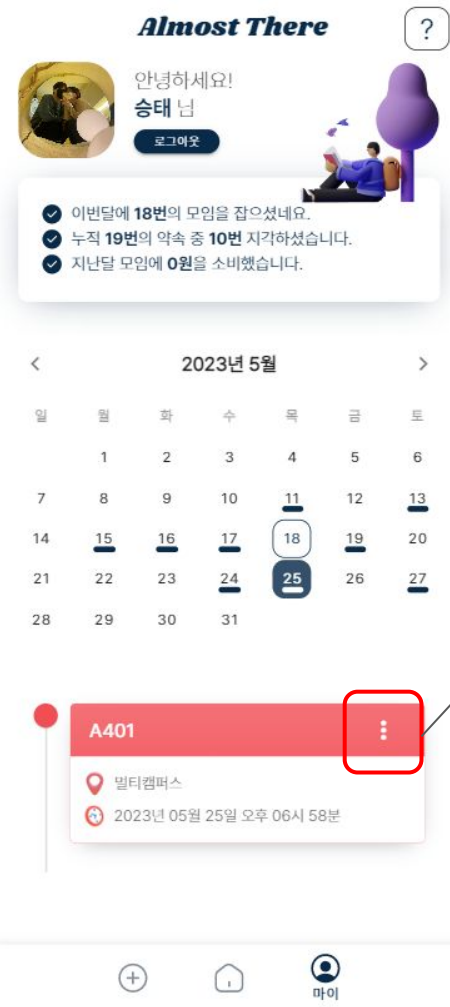 Almost There
?
안녕하세요!
승태 님
로그아웃
이번달에 18번의 모임을 잡으셨네요.
누적 19번의 약속 중 10번 지각하셨습니다.
지난달 모임에 0원을 소비했습니다.
2023년 5월
일 월 화 수 목 금 토
1 2 3 4 5 6
7 8 9 10 11 12 13
14 15 16 17 18 19 20
21 22 23 24 25 26 27
28 29 30 31
A401
멀티캠퍼스
2023년 05월 25일 오후 06시 58분
마이